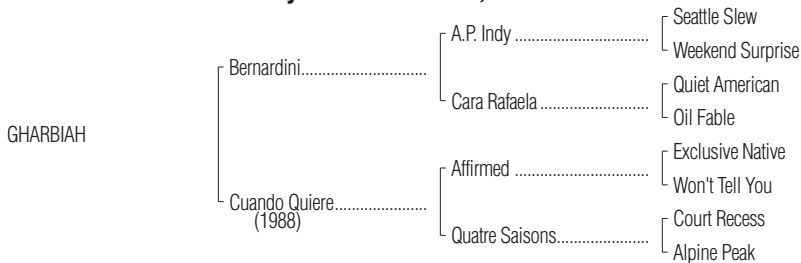 Seattle Slew
A.P. Indy ................................
Weekend Surprise
Bernardini..............................
Quiet American
Cara Rafaela ..........................
Oil Fable
GHARBIAH
Exclusive Native
Affirmed ................................
Won't Tell You
Cuando Quiere......................
(1988)
Court Recess
Quatre Saisons......................
Alpine Peak